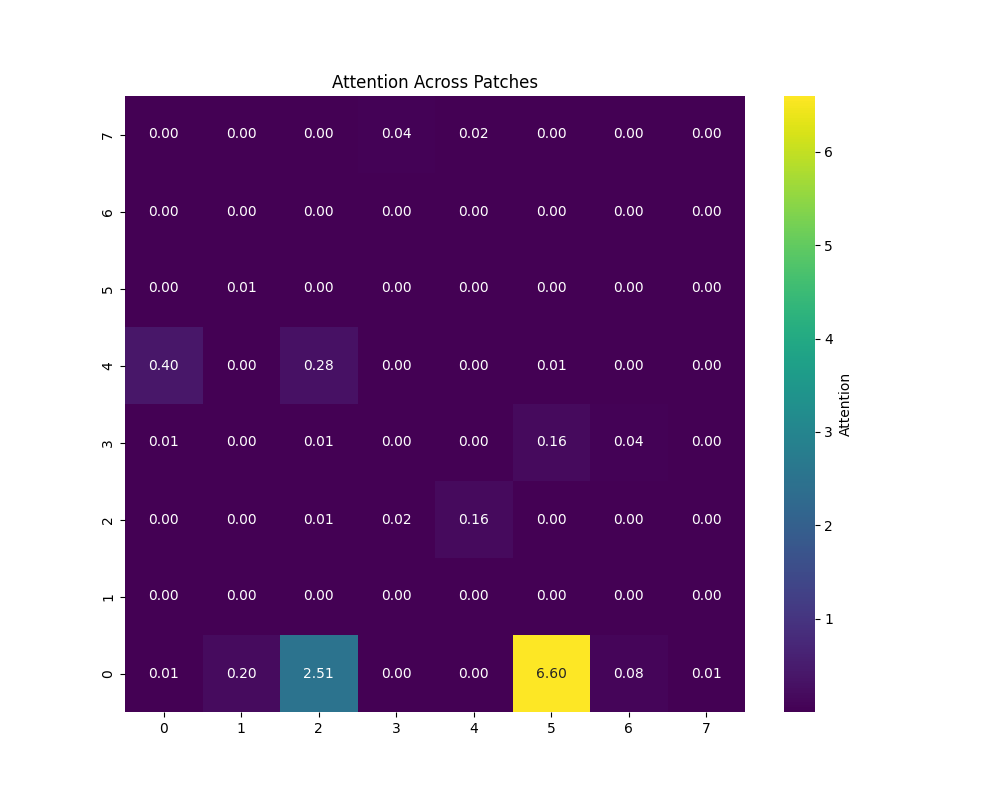 Attention Across Patches
7 0.00 0.00 0.00 0.04 0.02 0.00 0.00 0.00
6 0.00 0.00 0.00 0.00 0.00 0.00 0.00 0.00
5 0.00 0.01 0.00 0.00 0.00 0.00 0.00 0.00
4 0.40 0.00 0.28 0.00 0.00 0.01 0.00 0.00
3 0.01 0.00 0.01 0.00 0.00 0.16 0.04 0.00
2 0.00 0.00 0.01 0.02 0.16 0.00 0.00 0.00
1 0.00 0.00 0.00 0.00 0.00 0.00 0.00 0.00
0 0.01 0.20 2.51 0.00 0.00 6.60 0.08 0.01
0 1 2 3 4 5 6 7
6
5
4
3
2
1
Attention